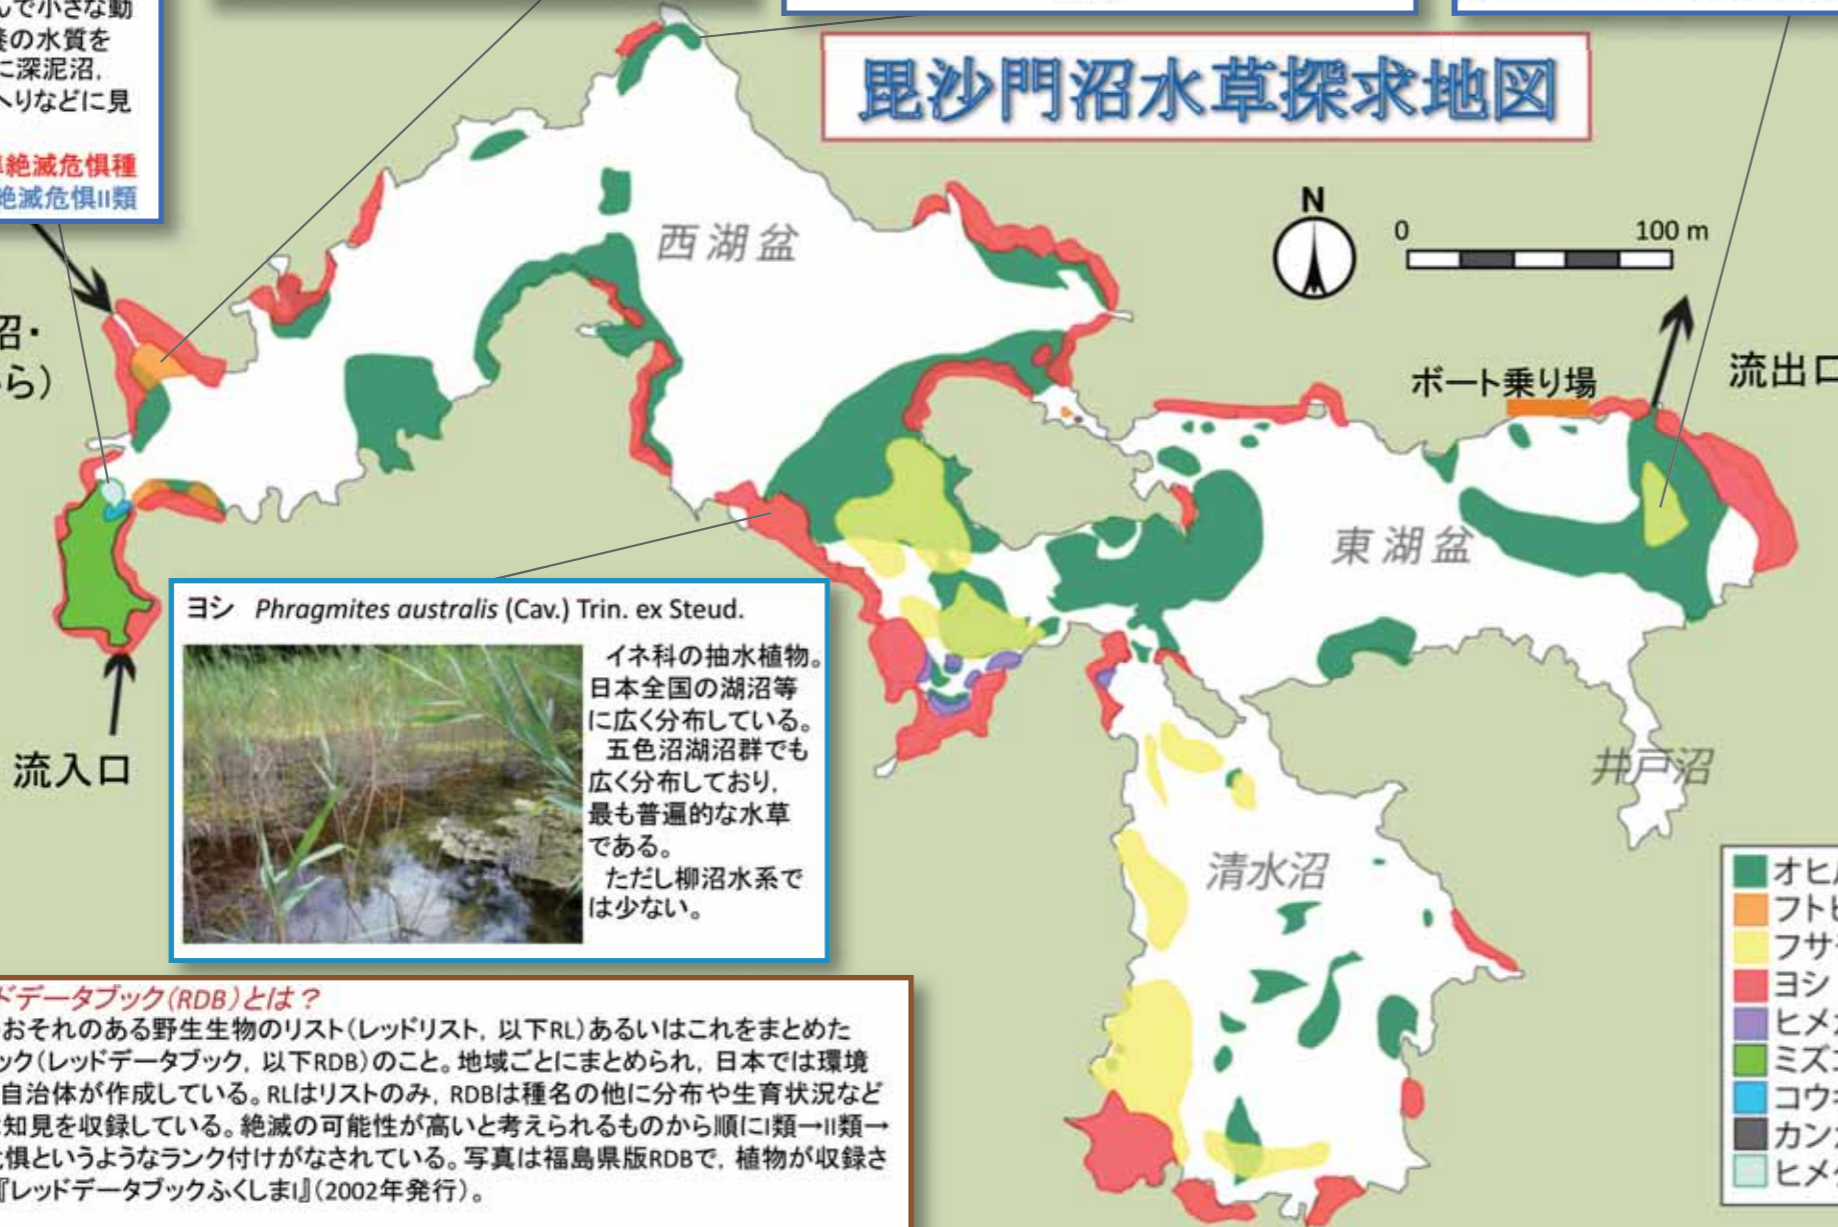 んで小さな動
養の水質を
に深泥沼，
へりなどに見
絶滅危惧種
絶滅危惧II類
毘沙門沼水草探求地図
N
0 100 m
西湖盆
沼・
ら）
ボート乗り場
流出口
東湖盆
ヨシ Phragmites australis (Cav.) Trin. ex Steud.
イネ科の抽水植物。
日本全国の湖沼等
に広く分布している。
五色沼湖沼群でも
広く分布しており，
最も普遍的な水草
である。
ただし柳沼水系で
は少ない。
流入口
井戸沼
清水沼
オヒ
フト
フサ
ヨシ
ヒメ
ミズ
コウ
カン
ヒメ
ドデータブック（RDB）とは？
おそれのある野生生物のリスト（レッドリスト，以下RL）あるいはこれをまとめた
ック（レッドデータブック，以下RDB）のこと。地域ごとにまとめられ，日本では環境
自治体が作成している。RLはリストのみ，RDBは種名の他に分布や生育状況など
知見を収録している。絶滅の可能性が高いと考えられるものから順にI類→II類→
惧というようなランク付けがなされている。写真は福島県版RDBで，植物が収録さ
『レッドデータブックふくしまI』（2002年発行）。